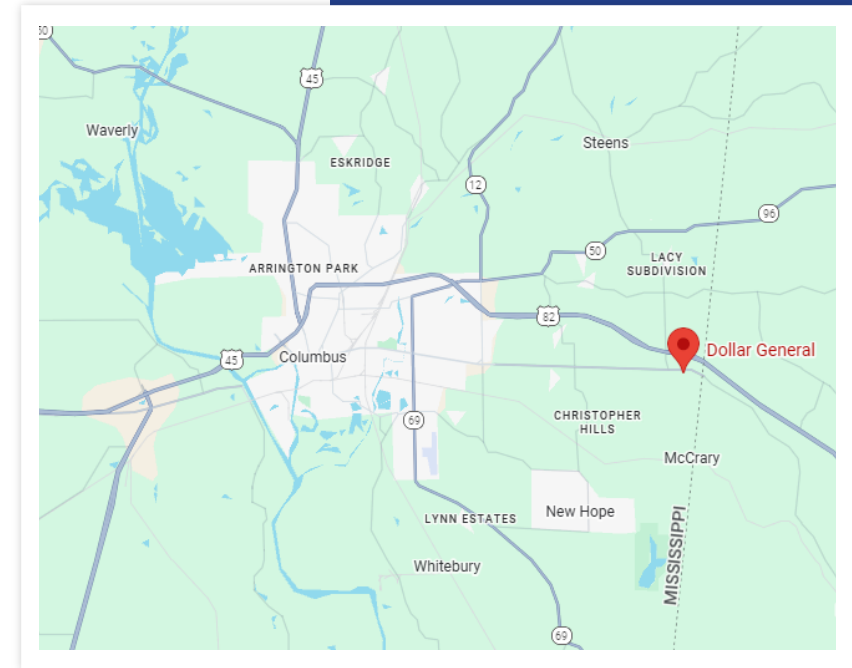 50
45
Waverly
Steens
ESKRIDGE
12
96
50
LACY
SUBDIVISION
ARRINGTON PARK
82
Dollar General
45
Columbus
CHRISTOPHER
HILLS
69
McCrary
New Hope
LYNN ESTATES
MISSISSIPPI
Whitebury
69